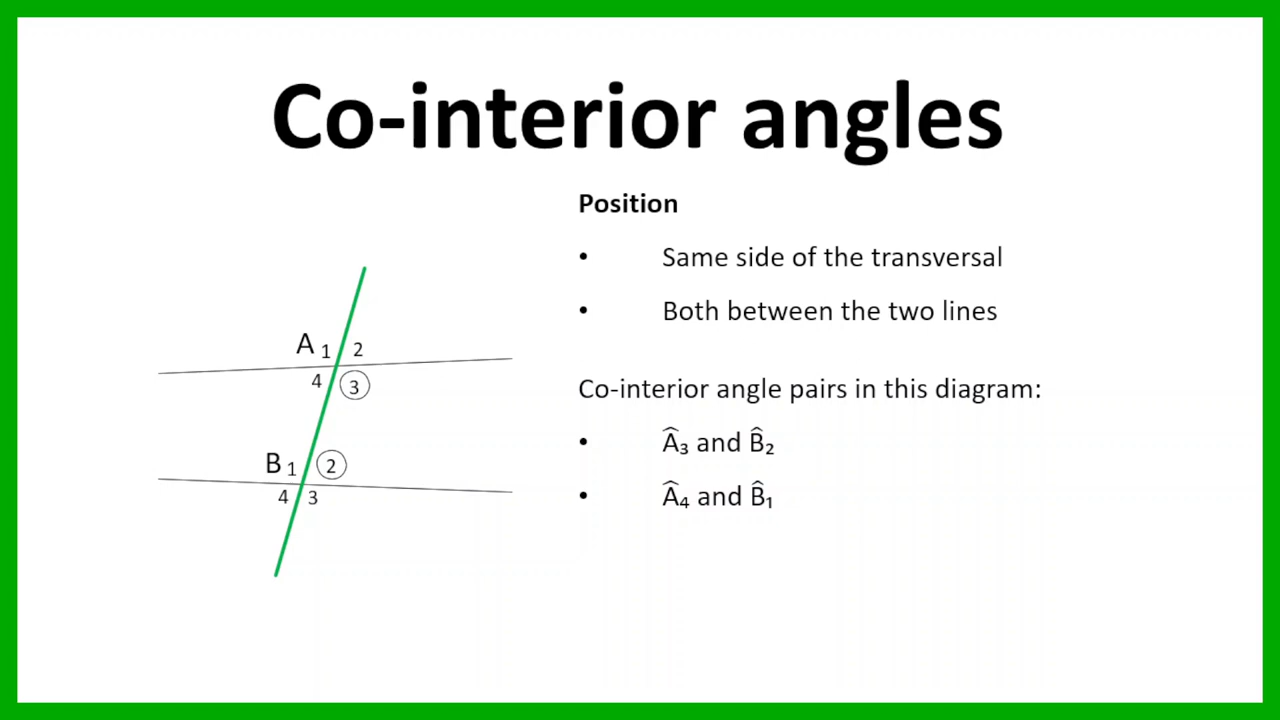 Co-interior angles
Position
• Same side of the transversal
• Both between the two lines
A 1 2
4 3
B 1 2
4 3
Co-interior angle pairs in this diagram:
• Â₃ and B̂₂
• Â₄ and B̂₁